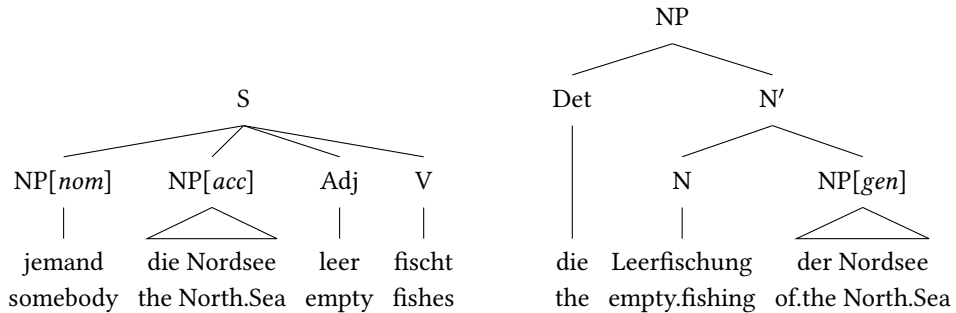 NP
S Det N′
NP[nom] NP[acc] Adj V N NP[gen]
jemand die Nordsee leer fischt die Leerfischung der Nordsee
somebody the North.Sea empty fishes the empty.fishing of.the North.Sea